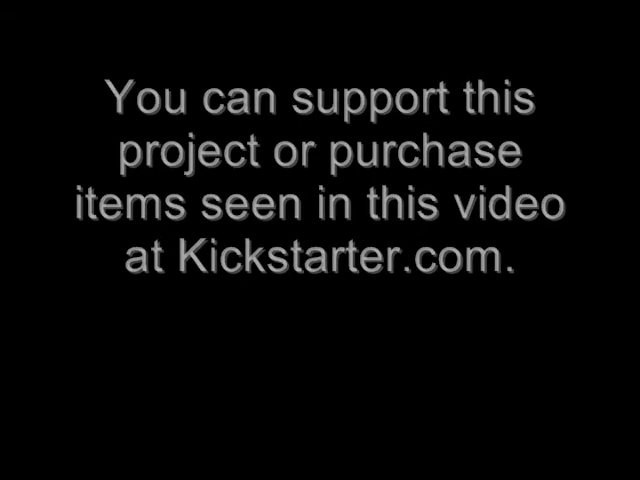 You can support this
project or purchase
items seen in this video
at Kickstarter.com.